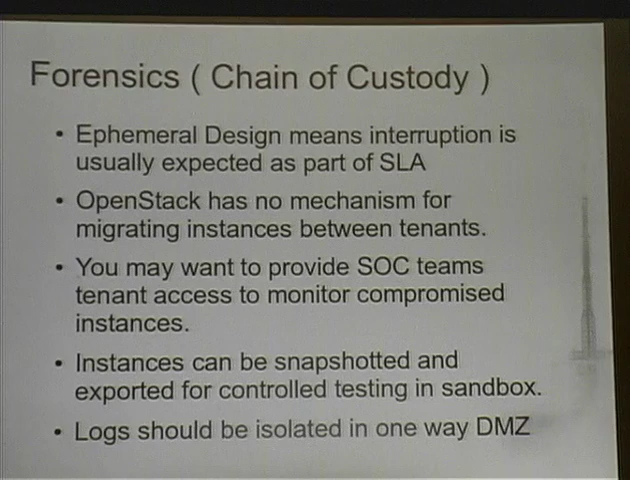 Forensics ( Chain of Custody )
• Ephemeral Design means interruption is
usually expected as part of SLA
• OpenStack has no mechanism for
migrating instances between tenants.
• You may want to provide SOC teams
tenant access to monitor compromised
instances.
• Instances can be snapshotted and
exported for controlled testing in sandbox.
• Logs should be isolated in one way DMZ